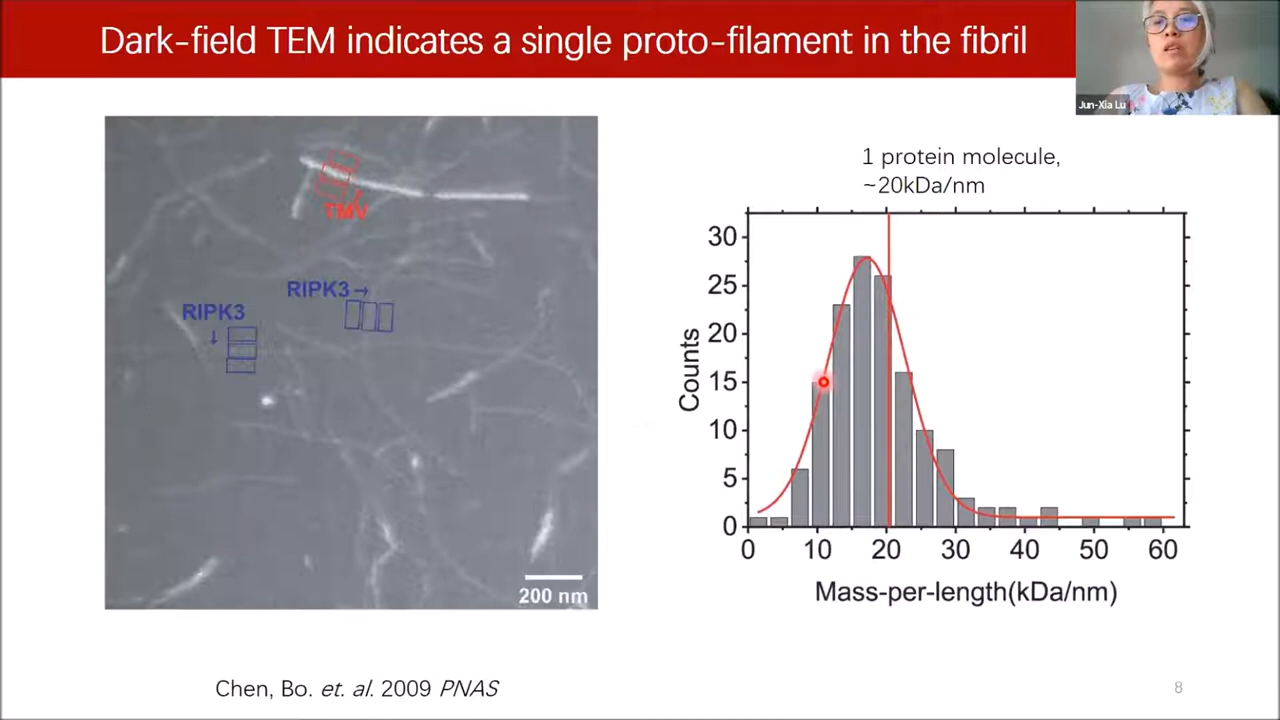 Dark-field TEM indicates a single proto-filament in the fibril
Jun-Xia Lu
TMV
RIPK3→
RIPK3
↓
200 nm
1 protein molecule,
~20kDa/nm
30
25
20
15
10
5
0
Counts
0 10 20 30 40 50 60
Mass-per-length(kDa/nm)
Chen, Bo. et. al. 2009 PNAS
8